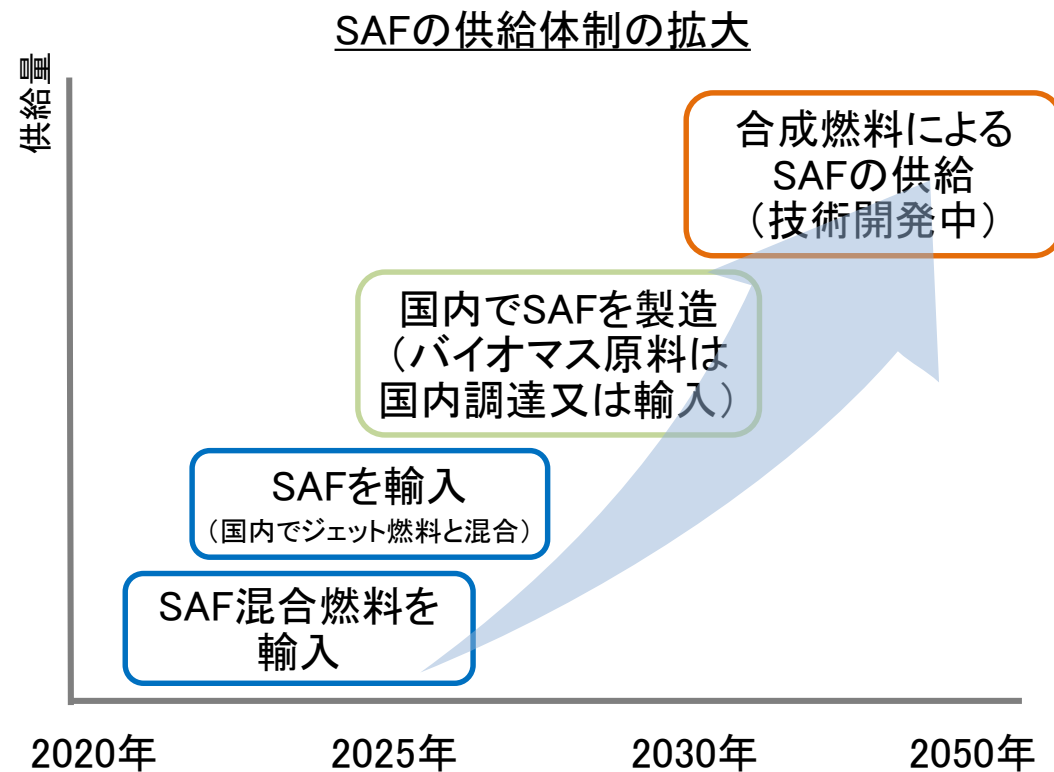 SAFの供給体制の拡大
供給量
合成燃料による
SAFの供給
（技術開発中）
国内でSAFを製造
（バイオマス原料は
国内調達又は輸入）
SAFを輸入
（国内でジェット燃料と混合）
SAF混合燃料を
輸入
2020年
2025年
2030年
2050年